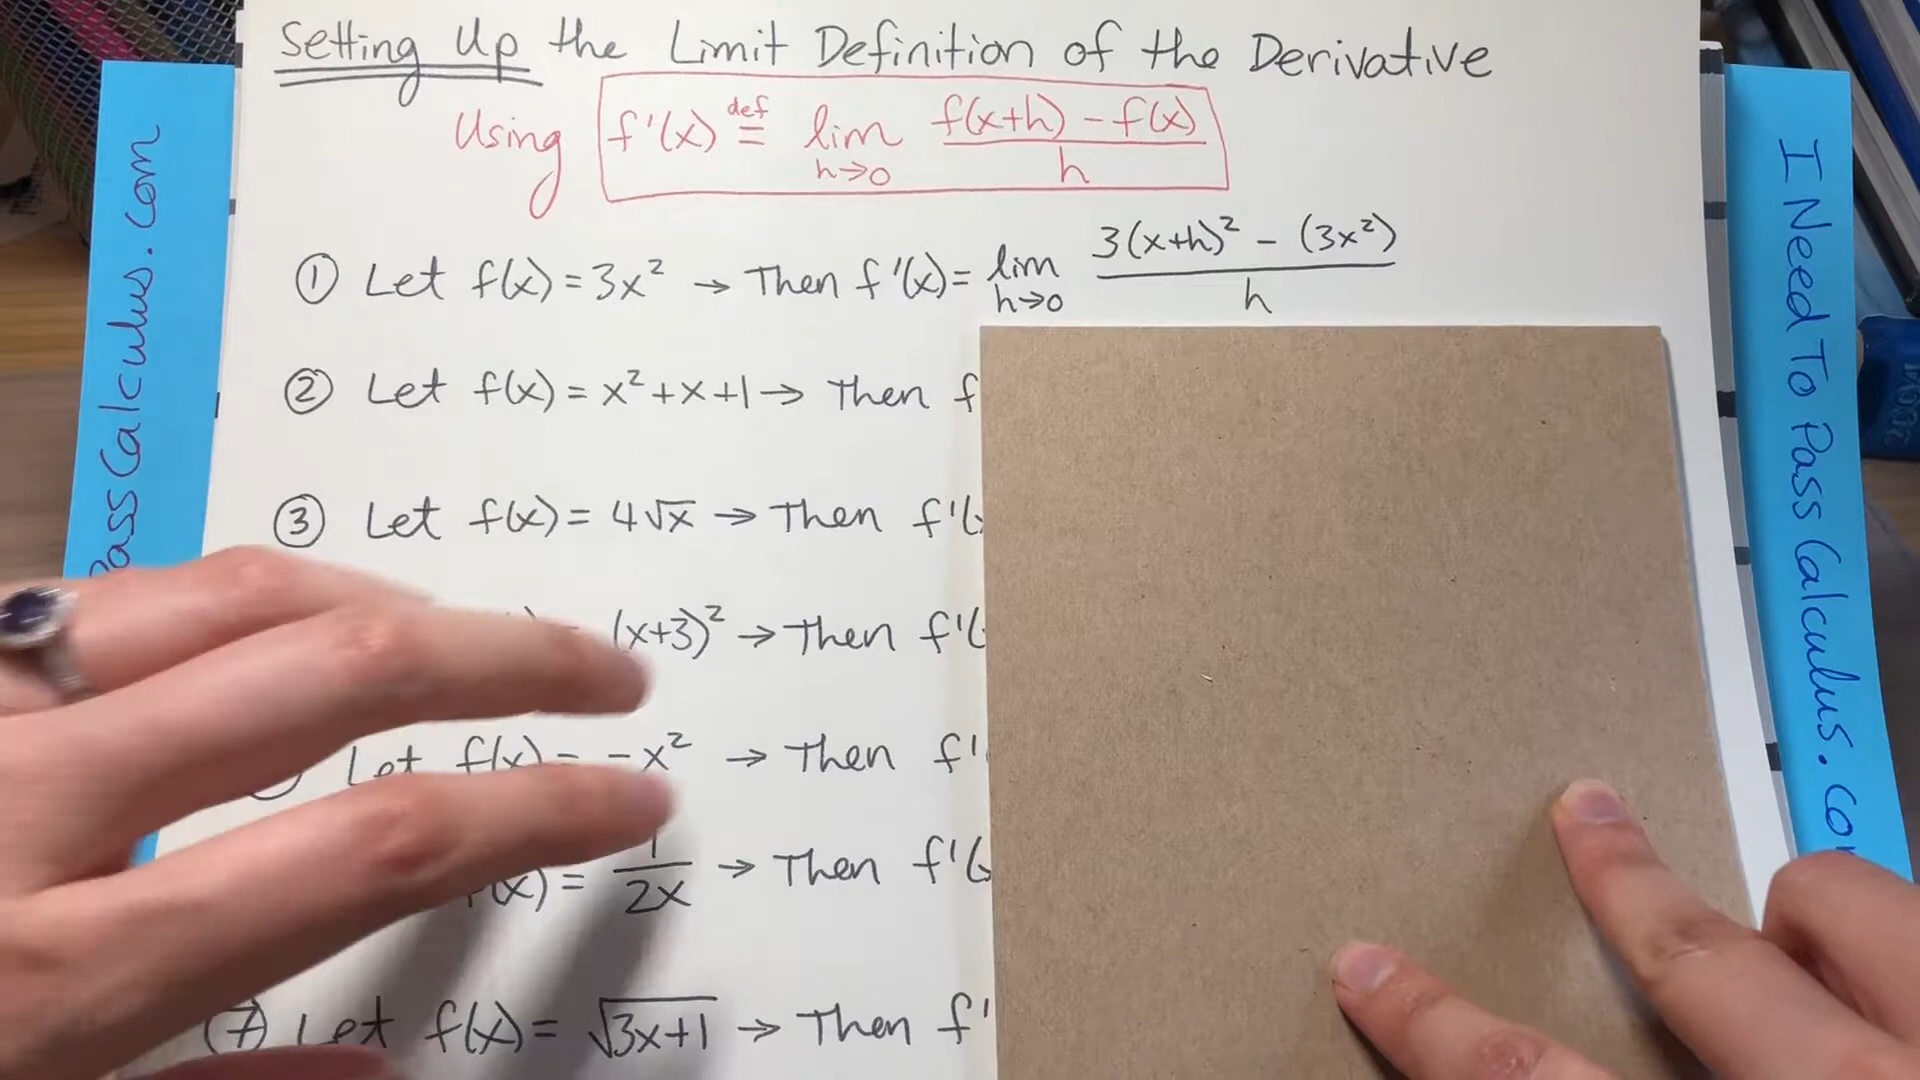 Setting Up the Limit Definition of the Derivative
Using f'(x) def= lim h→0 f(x+h) - f(x) / h
① Let f(x) = 3x² → Then f'(x) = lim h→0 3(x+h)² - (3x²) / h
② Let f(x) = x²+x+1 → Then f
③ Let f(x) = 4√x → Then f'(
= (x+3)² → Then f'(
Let f(x) = -x² → Then f'
(x) = 1/2x → Then f'(
⑦ Let f(x) = √3x+1 → Then f'
PassCalculus.com
I Need To Pass Calculus. Co